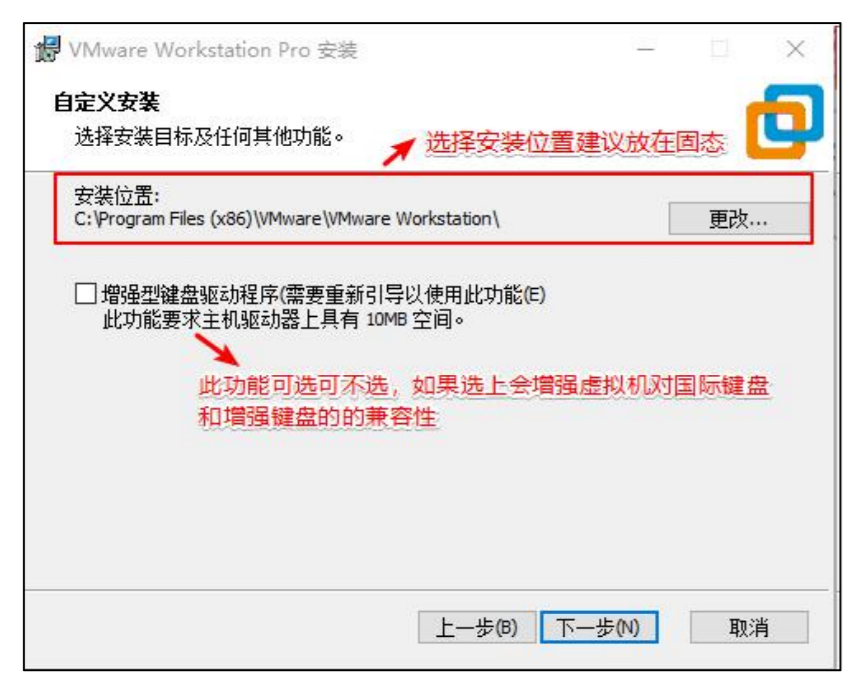 VMware Workstation Pro 安装
自定义安装
选择安装目标及任何其他功能。
选择安装位置建议放在固态
安装位置:
C:\Program Files (x86)\VMware\VMware Workstation\
更改...
增强型键盘驱动程序(需要重新引导以使用此功能(E)
此功能要求主机驱动器上具有 10MB 空间。
此功能可选可不选，如果选上会增强虚拟机对国际键盘
和增强键盘的的兼容性
上一步(B) 下一步(N) 取消